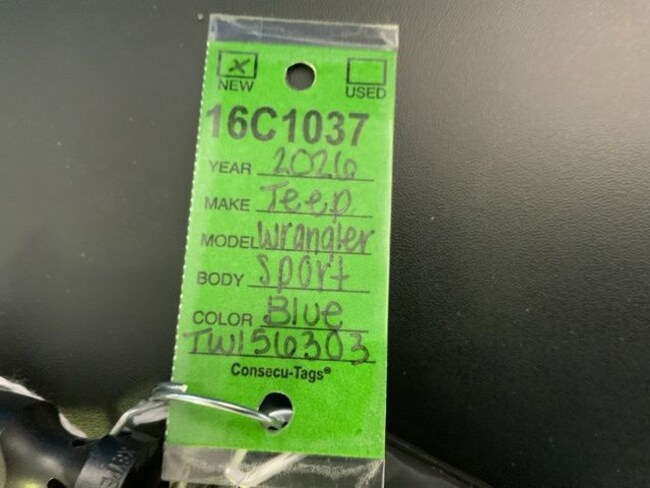 X
NEW USED
16C1037
YEAR 2026
MAKE Jeep
MODEL Wrangler
BODY Sport
COLOR Blue
TW156303
Consecu-Tags®